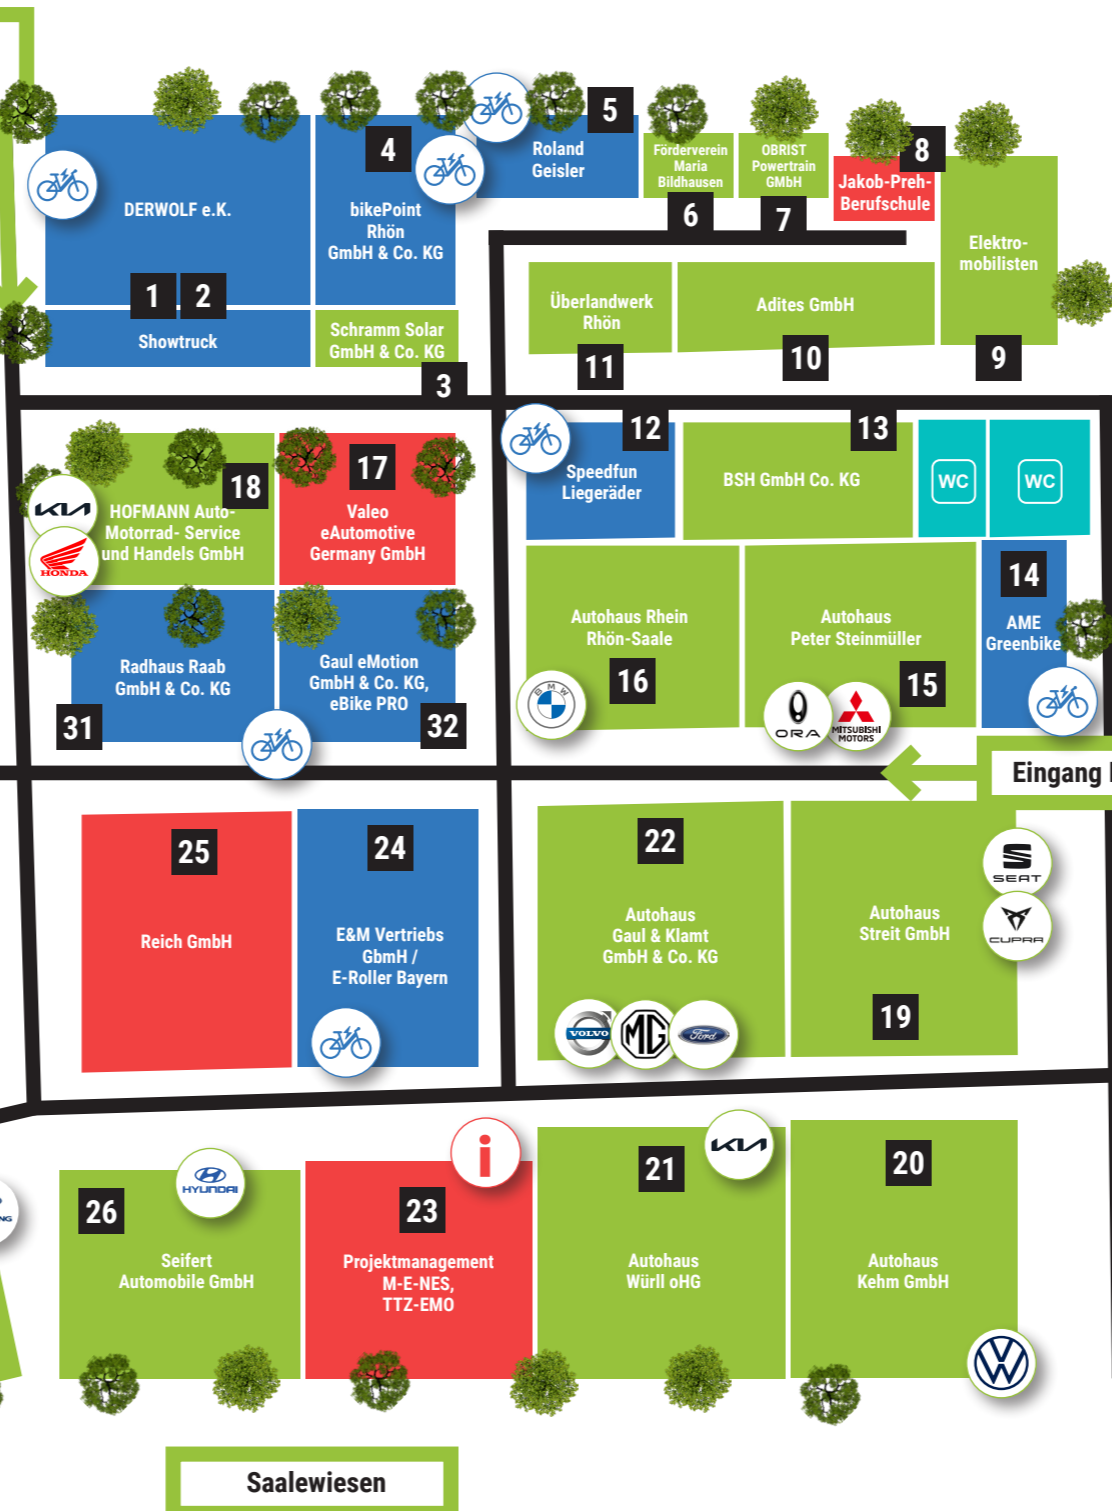 DERWOLF e.K.
1
2
Showtruck
4
bikePoint
Rhön
GmbH & Co. KG
Schramm Solar
GmbH & Co. KG
3
5
Roland
Geisler
Förderverein
Maria
Bildhausen
6
OBRIST
Powertrain
GMbH
7
8
Jakob-Preh-
Berufschule
Elektro-
mobilisten
9
Überlandwerk
Rhön
11
Adites GmbH
10
18
KIA
HONDA
HOFMANN Auto-
Motorrad- Service
und Handels GmbH
17
Valeo
eAutomotive
Germany GmbH
Radhaus Raab
GmbH & Co. KG
31
Gaul eMotion
GmbH & Co. KG,
eBike PRO
32
12
Speedfun
Liegeräder
13
BSH GmbH Co. KG
WC
WC
Autohaus Rhein
Rhön-Saale
16
BMW
Autohaus
Peter Steinmüller
15
ORA
MITSUBISHI
MOTORS
14
AME
Greenbike
Eingang
25
Reich GmbH
24
E&M Vertriebs
GbmH /
E-Roller Bayern
22
Autohaus
Gaul & Klamt
GmbH & Co. KG
VOLVO
MG
Ford
SEAT
CUPRA
Autohaus
Streit GmbH
19
HYUNDAI
26
Seifert
Automobile GmbH
i
23
Projektmanagement
M-E-NES,
TTZ-EMO
21
KIA
Autohaus
Würll oHG
20
Autohaus
Kehm GmbH
VW
Saalewiesen